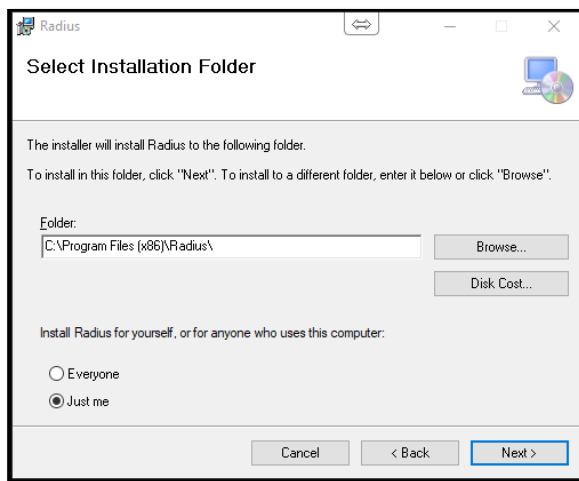 Radius
Select Installation Folder
The installer will install Radius to the following folder.
To install in this folder, click "Next". To install to a different folder, enter it below or click "Browse".
Folder:
C:\Program Files (x86)\Radius\
Browse...
Disk Cost...
Install Radius for yourself, or for anyone who uses this computer:
Everyone
Just me
Cancel < Back Next >